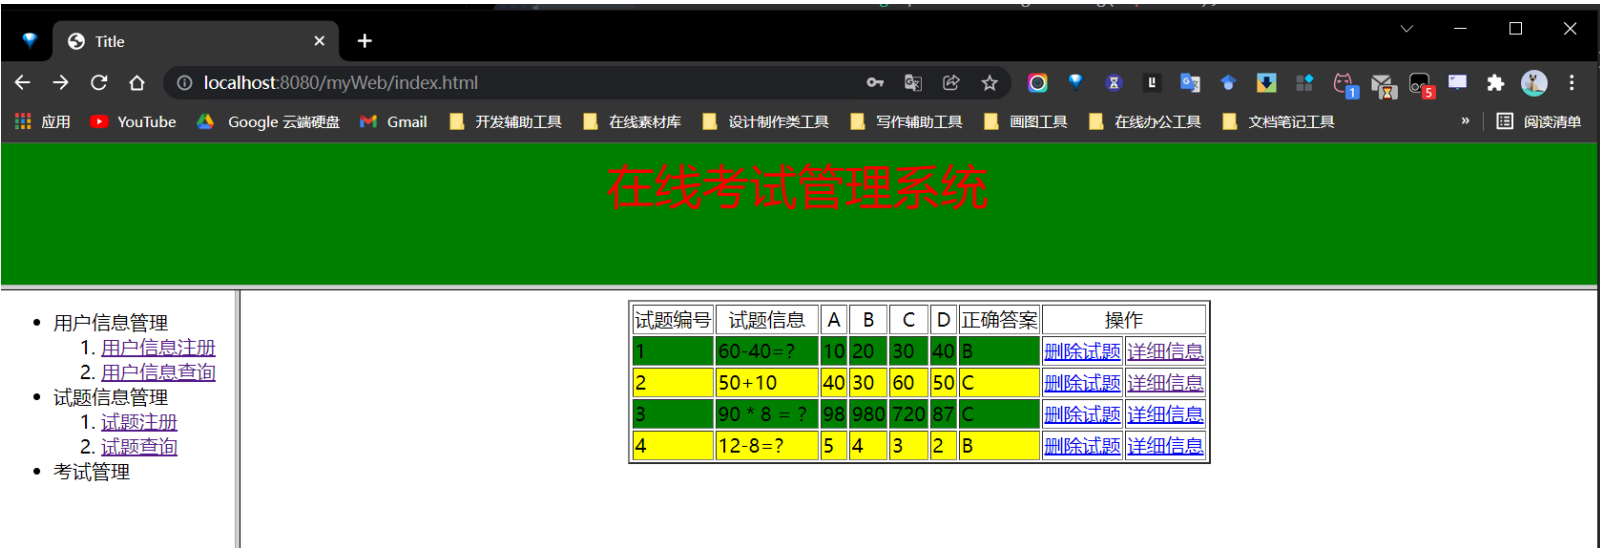 Title
localhost:8080/myWeb/index.html
1
5
应用 YouTube Google 云端硬盘 Gmail 开发辅助工具 在线素材库 设计制作类工具 写作辅助工具 画图工具 在线办公工具 文档笔记工具 » 阅读清单
在线考试管理系统
用户信息管理
1. 用户信息注册
2. 用户信息查询
试题信息管理
1. 试题注册
2. 试题查询
考试管理
试题编号 试题信息 A B C D 正确答案 操作
1 60-40=? 10 20 30 40 B 删除试题 详细信息
2 50+10 40 30 60 50 C 删除试题 详细信息
3 90 * 8 = ? 98 980 720 87 C 删除试题 详细信息
4 12-8=? 5 4 3 2 B 删除试题 详细信息